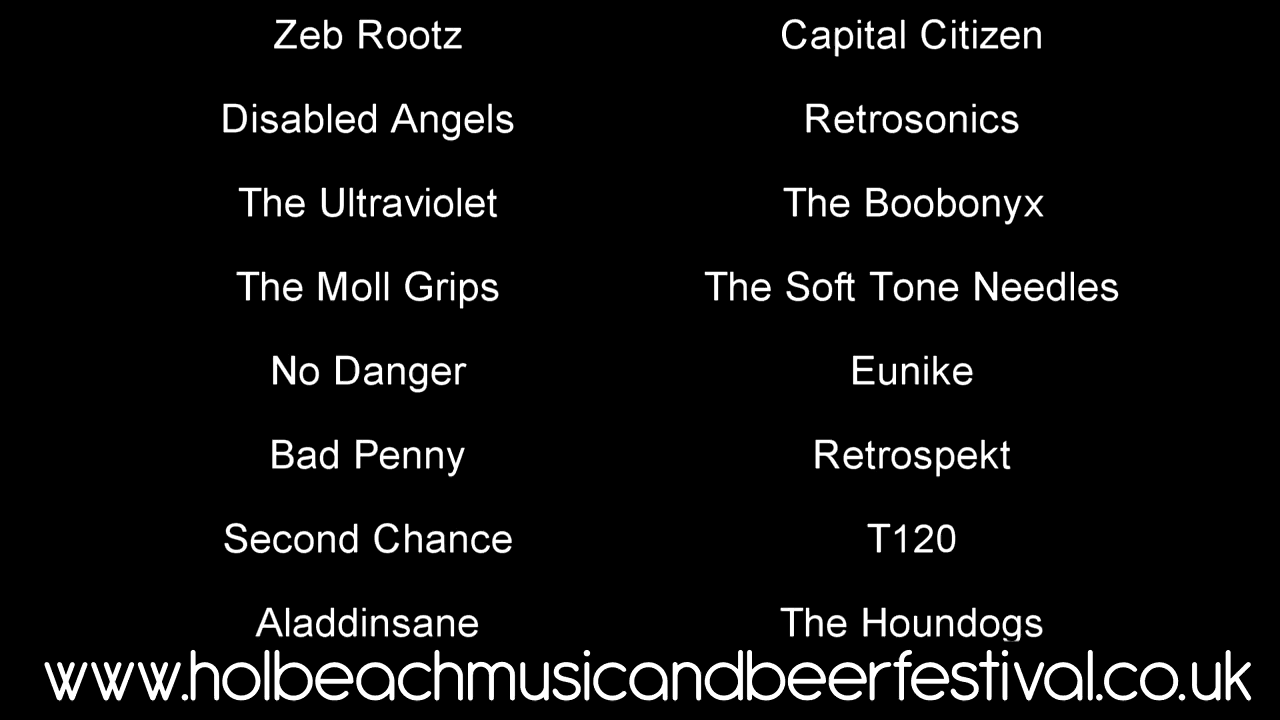 Zeb Rootz
Capital Citizen
Disabled Angels
Retrosonics
The Ultraviolet
The Boobonyx
The Moll Grips
The Soft Tone Needles
No Danger
Eunike
Bad Penny
Retrospekt
Second Chance
T120
Aladdinsane
The Houndogs
www.holbeachmusicandbeerfestival.co.uk